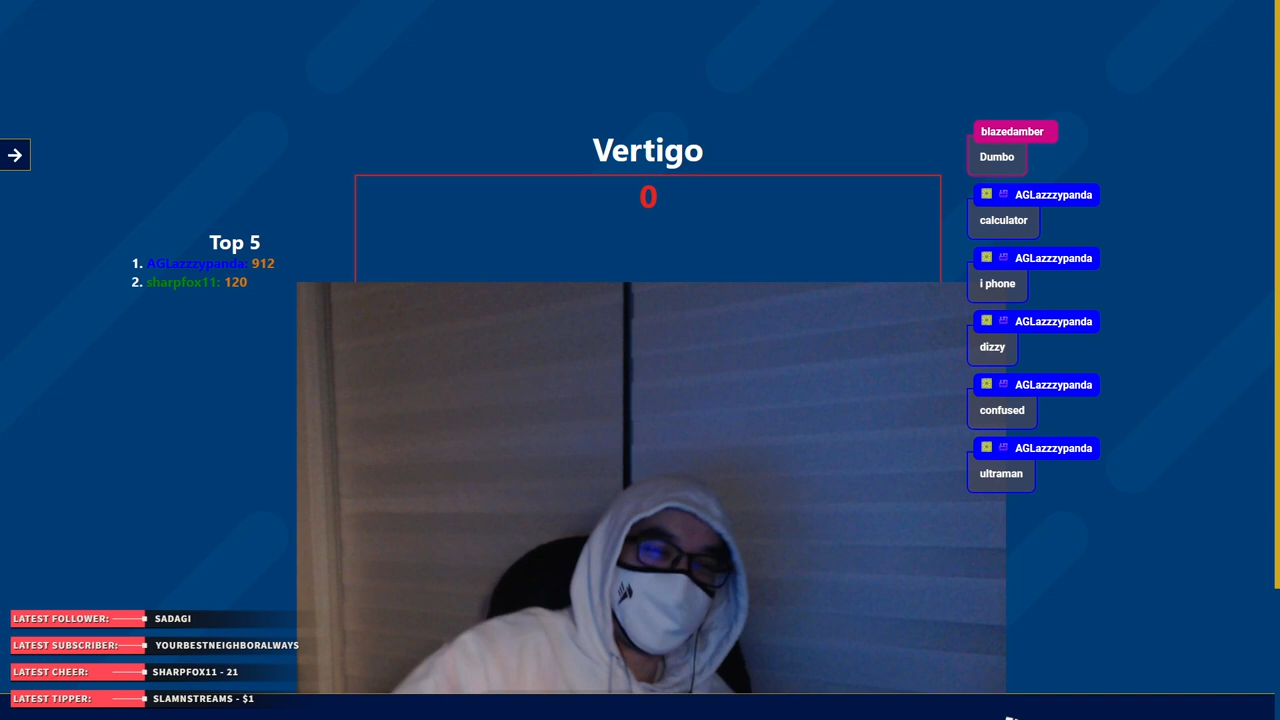 Vertigo
0
Top 5
1. AGLazzzypanda: 912
2. sharpfox11: 120
blazedamber
Dumbo
AGLazzzypanda
calculator
AGLazzzypanda
i phone
AGLazzzypanda
dizzy
AGLazzzypanda
confused
AGLazzzypanda
ultraman
LATEST FOLLOWER: SADAGI
LATEST SUBSCRIBER: YOURBESTNEIGHBORALWAYS
LATEST CHEER: SHARPFOX11 - 21
LATEST TIPPER: SLAMNSTREAMS - $1